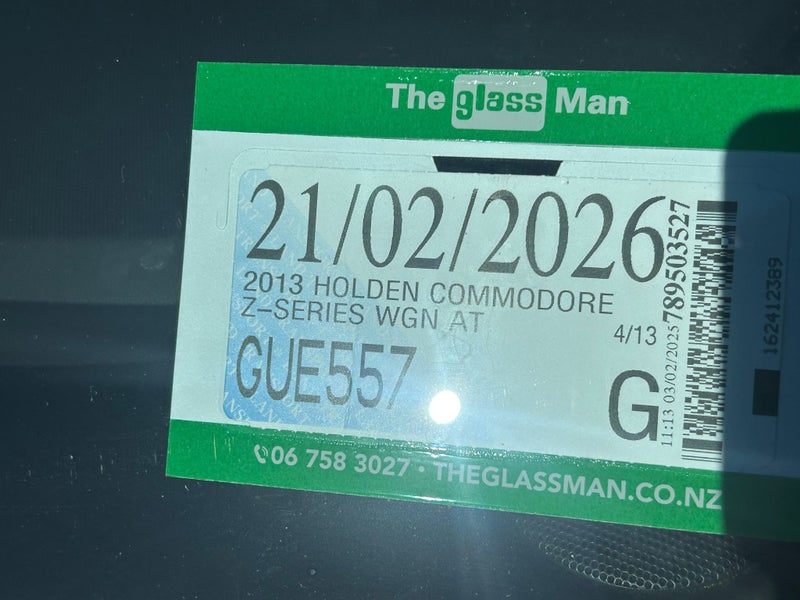 The glass Man
21/02/2026
2013 HOLDEN COMMODORE
Z-SERIES WGN AT
4/13
GUE557
G
11:13 03/02/2025 789503527
162412389
06 758 3027 · THEGLASSMAN.CO.NZ